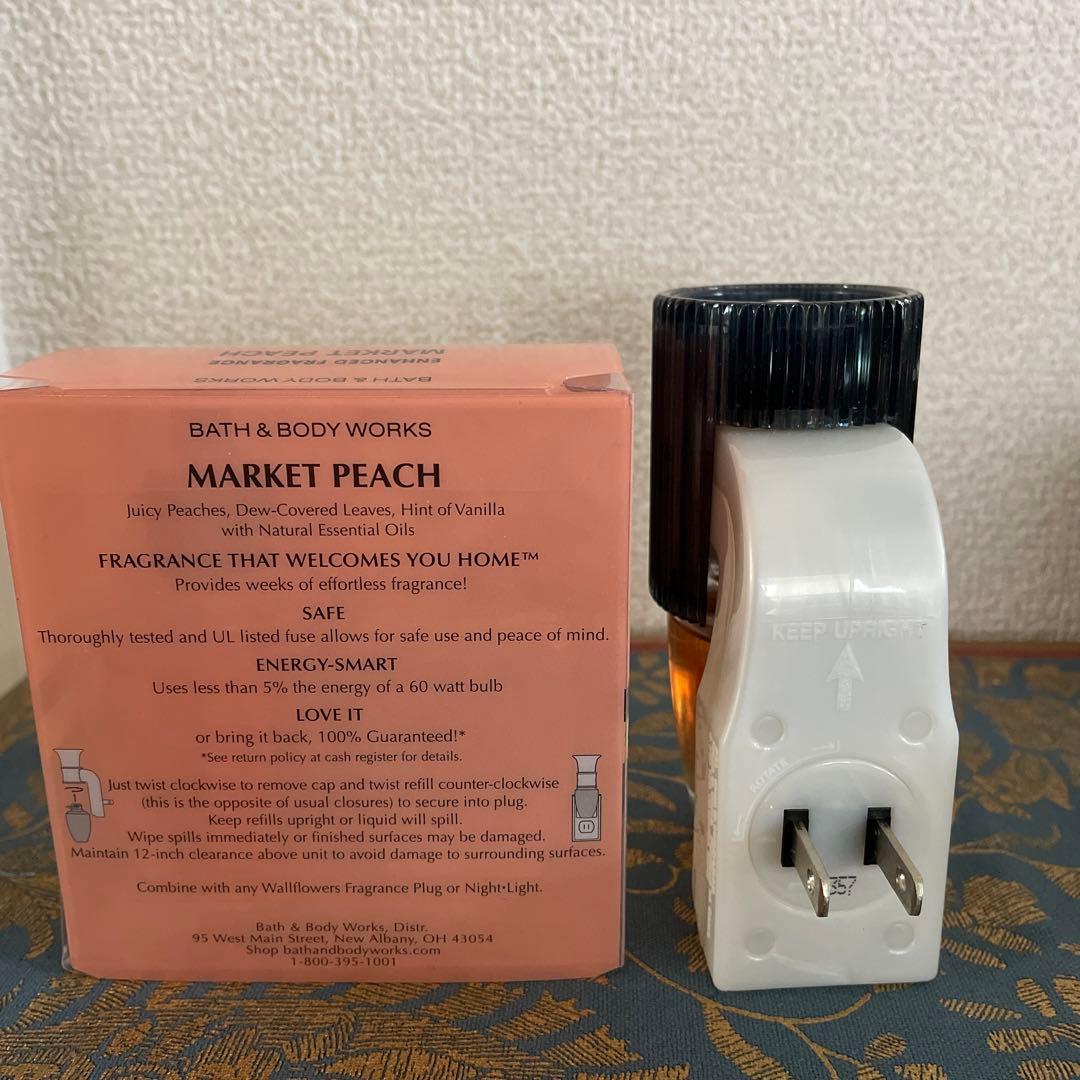 BATH & BODY WORKS
ENHANCED FRAGRANCE
MARKET PEACH
BATH & BODY WORKS
MARKET PEACH
Juicy Peaches, Dew-Covered Leaves, Hint of Vanilla
with Natural Essential Oils
FRAGRANCE THAT WELCOMES YOU HOME™
Provides weeks of effortless fragrance!
SAFE
Thoroughly tested and UL listed fuse allows for safe use and peace of mind.
ENERGY-SMART
Uses less than 5% the energy of a 60 watt bulb
LOVE IT
or bring it back, 100% Guaranteed!*
*See return policy at cash register for details.
Just twist clockwise to remove cap and twist refill counter-clockwise
(this is the opposite of usual closures) to secure into plug.
Keep refills upright or liquid will spill.
Wipe spills immediately or finished surfaces may be damaged.
Maintain 12-inch clearance above unit to avoid damage to surrounding surfaces.
Combine with any Wallflowers Fragrance Plug or Night•Light.
Bath & Body Works, Distr.
95 West Main Street, New Albany, OH 43054
Shop bathandbodyworks.com
1-800-395-1001
KEEP UPRIGHT
ROTATE
357